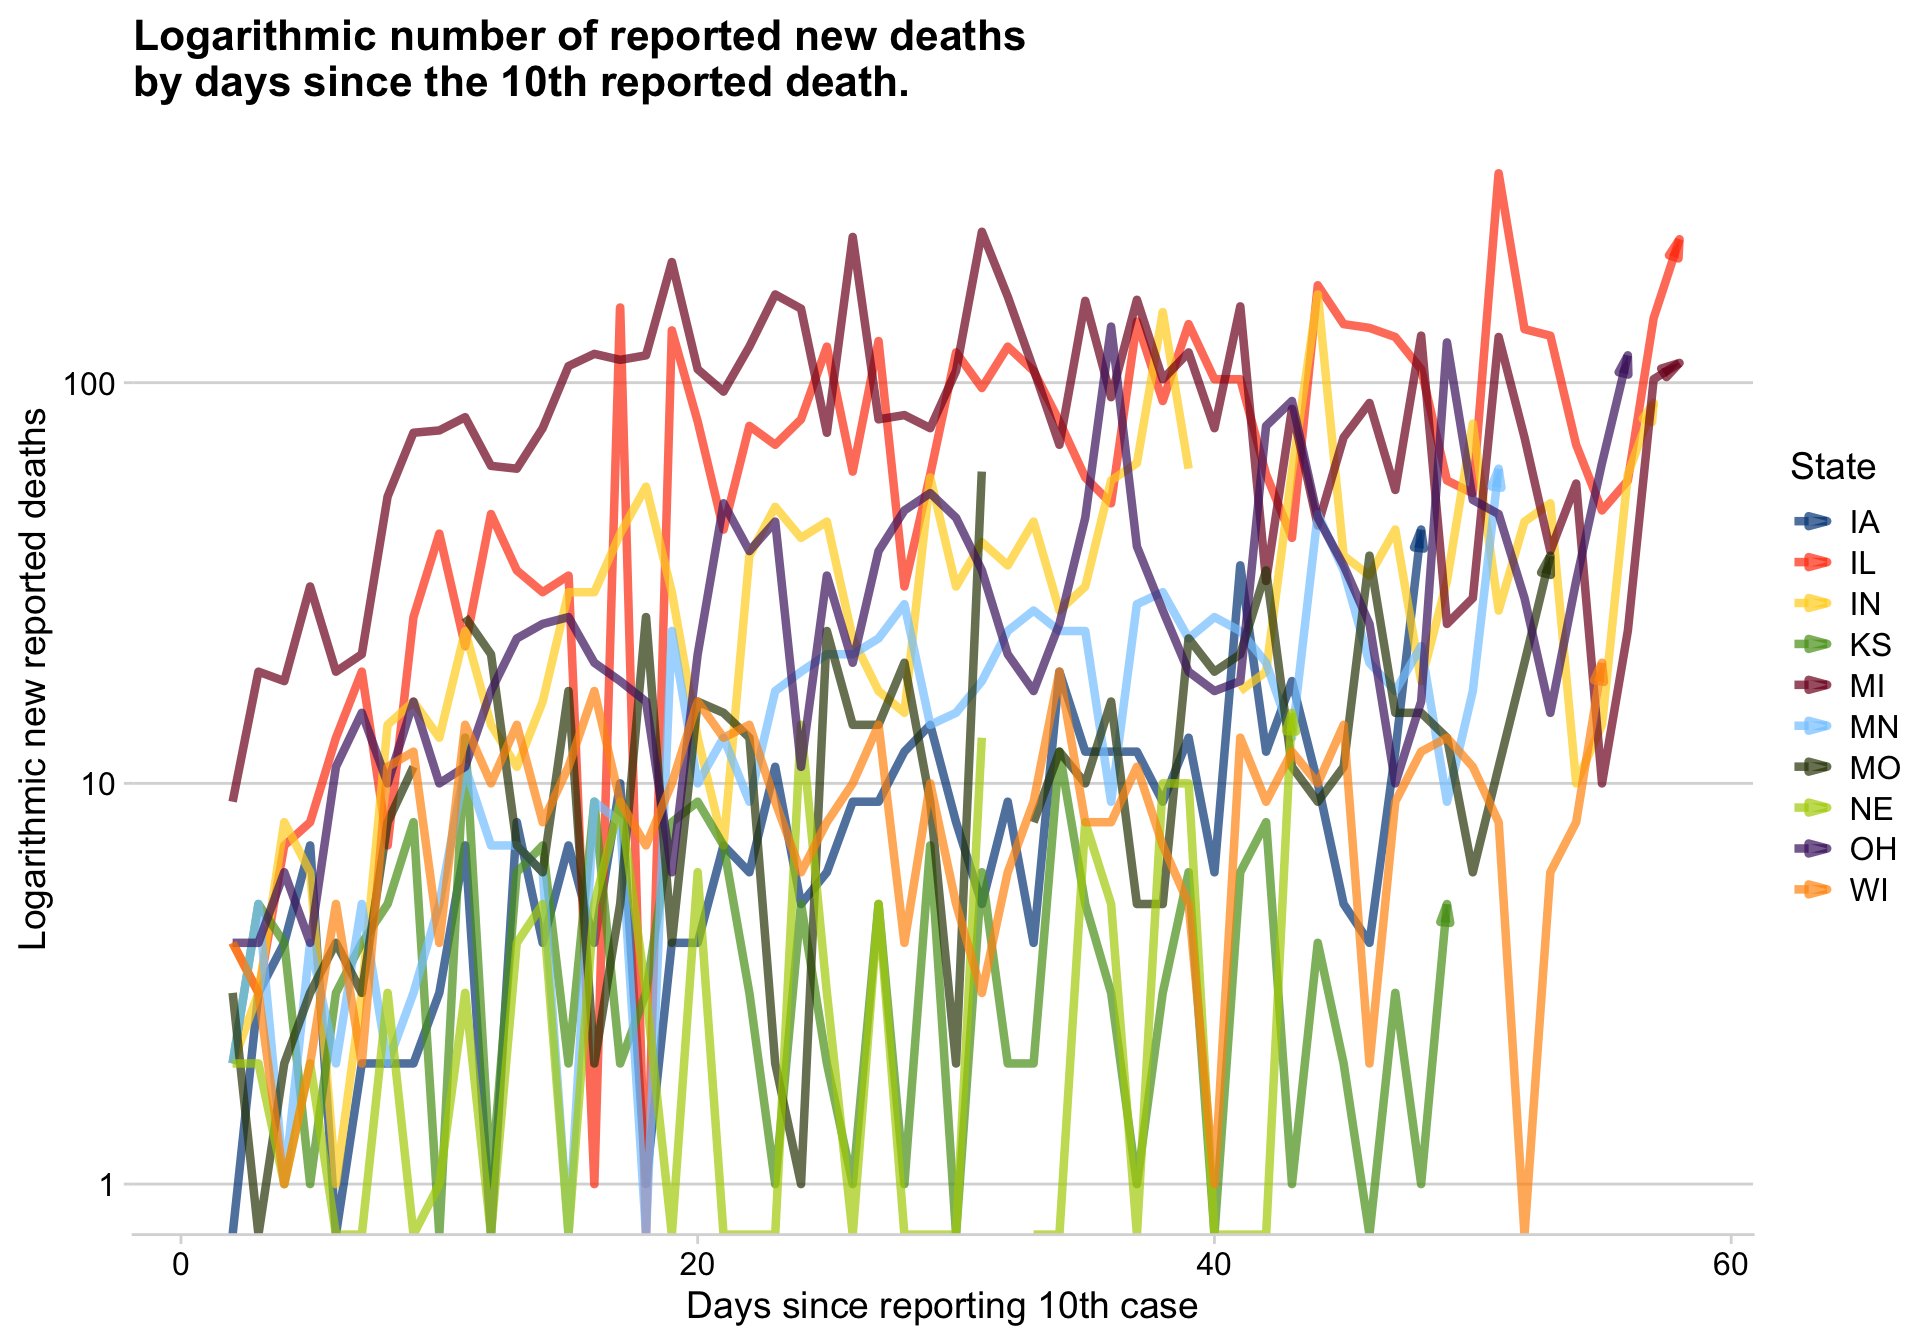 Logarithmic number of reported new deaths
by days since the 10th reported death.
Logarithmic new reported deaths
100
10
1
0
20
40
60
Days since reporting 10th case
State
IA
IL
IN
KS
MI
MN
MO
NE
OH
WI